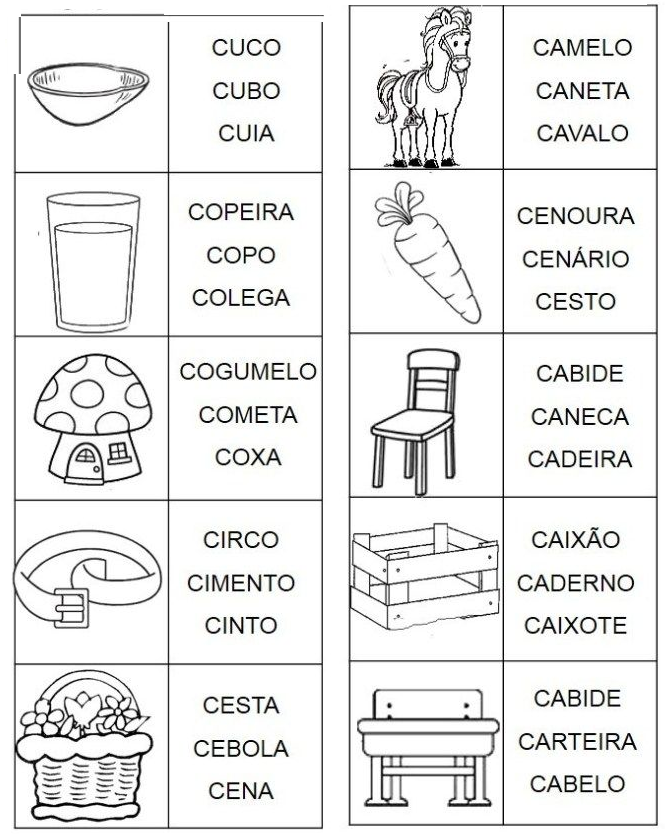 CUCO
CUBO
CUIA
COPEIRA
COPO
COLEGA
COGUMELO
COMETA
COXA
CIRCO
CIMENTO
CINTO
CESTA
CEBOLA
CENA
CAMELO
CANETA
CAVALO
CENOURA
CENÁRIO
CESTO
CABIDE
CANECA
CADEIRA
CAIXÃO
CADERNO
CAIXOTE
CABIDE
CARTEIRA
CABELO